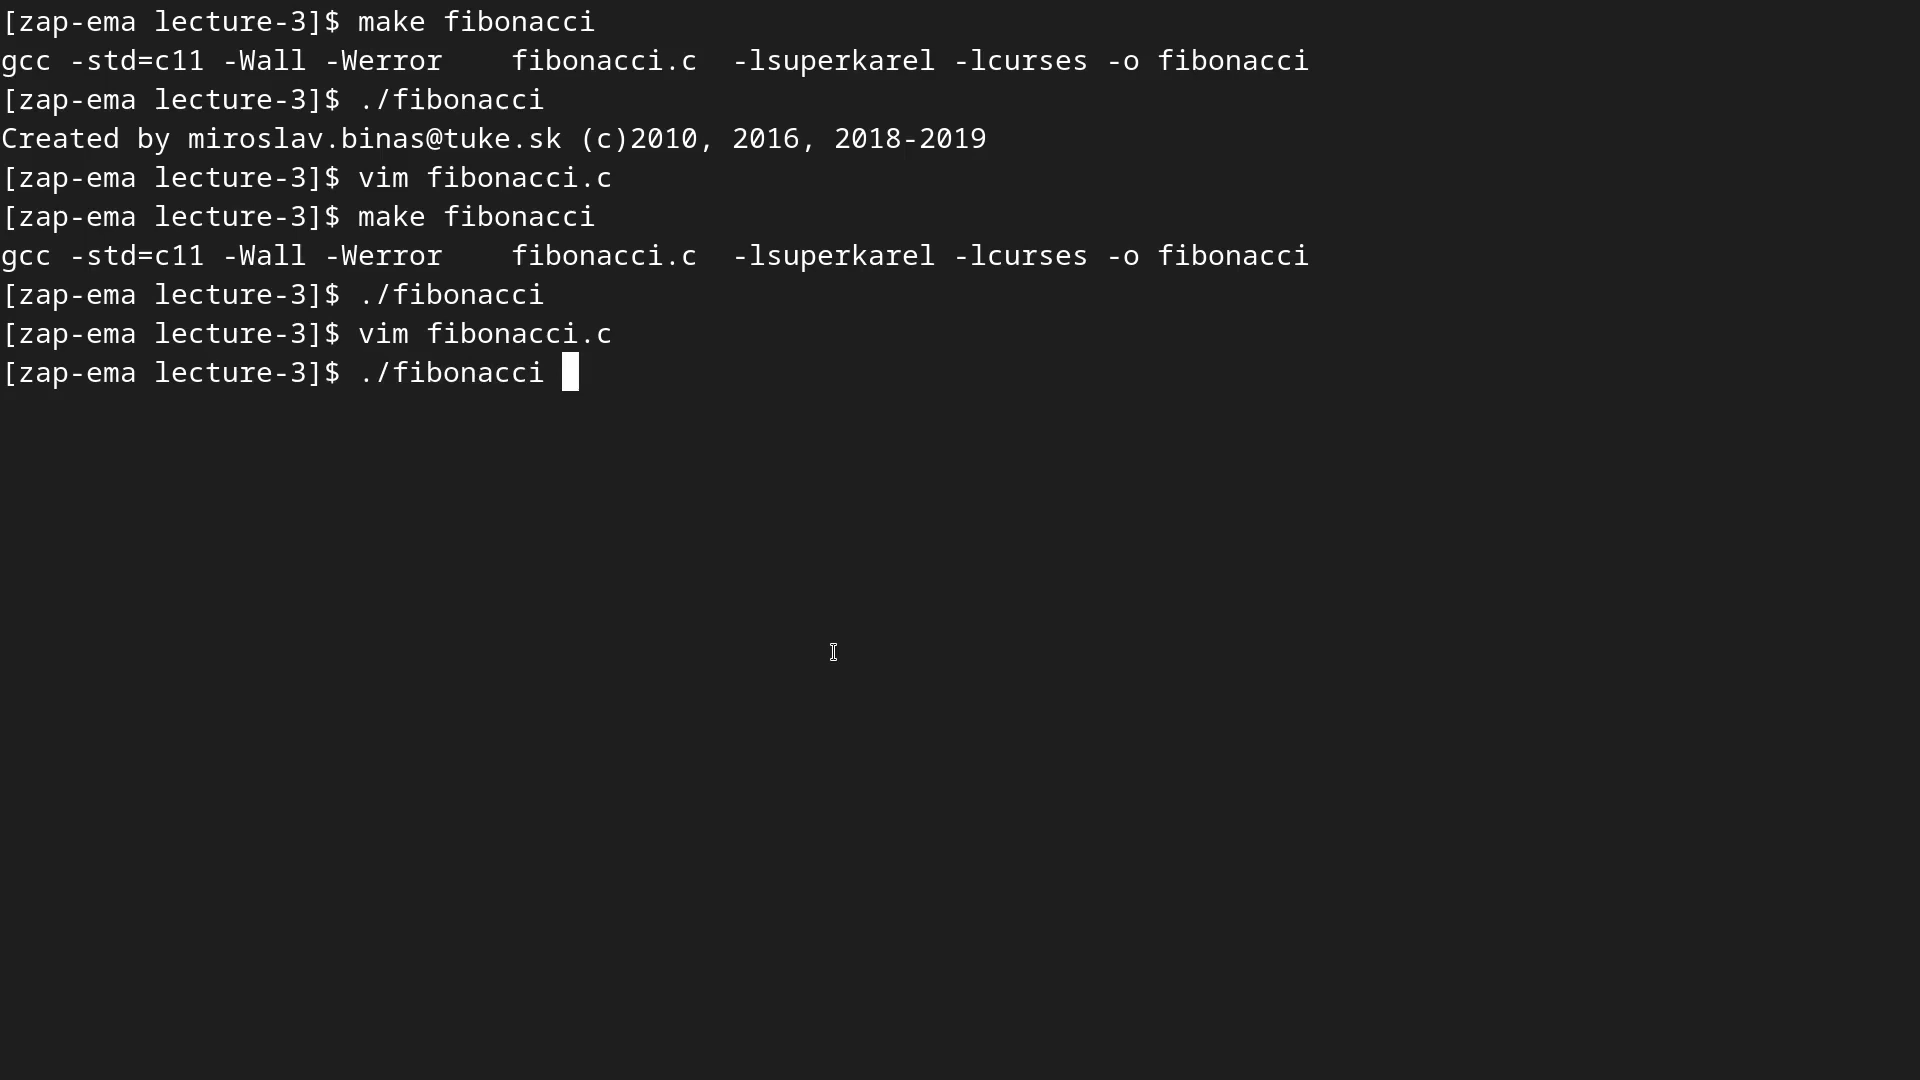 [zap-ema lecture-3]$ make fibonacci
gcc -std=c11 -Wall -Werror    fibonacci.c  -lsuperkarel -lcurses -o fibonacci
[zap-ema lecture-3]$ ./fibonacci
Created by miroslav.binas@tuke.sk (c)2010, 2016, 2018-2019
[zap-ema lecture-3]$ vim fibonacci.c
[zap-ema lecture-3]$ make fibonacci
gcc -std=c11 -Wall -Werror    fibonacci.c  -lsuperkarel -lcurses -o fibonacci
[zap-ema lecture-3]$ ./fibonacci
[zap-ema lecture-3]$ vim fibonacci.c
[zap-ema lecture-3]$ ./fibonacci